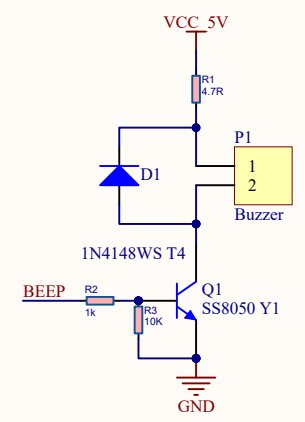 VCC_5V
R1
4.7R
P1
1
D1
2
Buzzer
1N4148WS T4
Q1
BEEP
R2
SS8050 Y1
1k
R3
10K
GND